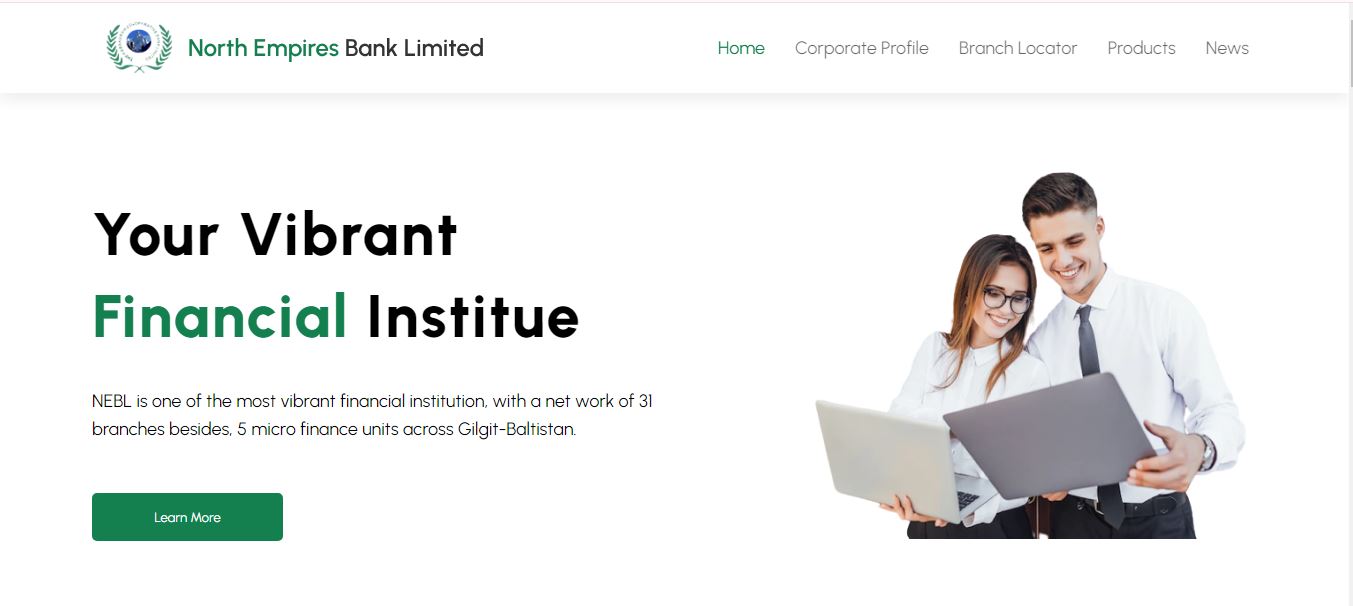 North Empires Bank Limited
Home
Corporate Profile
Branch Locator
Products
News
Your Vibrant
Financial Institue
NEBL is one of the most vibrant financial institution, with a net work of 31
branches besides, 5 micro finance units across Gilgit-Baltistan.
Learn More